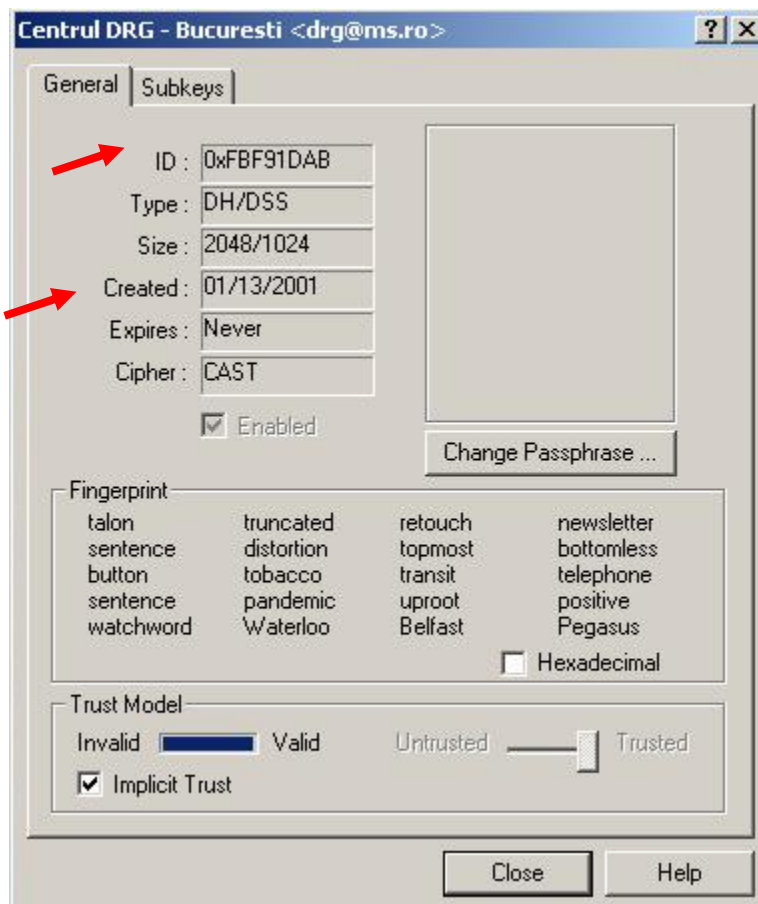 Centrul DRG - Bucuresti <drg@ms.ro>
General Subkeys
ID : 0xFBF91DAB
Type : DH/DSS
Size : 2048/1024
Created : 01/13/2001
Expires : Never
Cipher : CAST
Enabled
Change Passphrase ...
Fingerprint
talon truncated retouch newsletter
sentence distortion topmost bottomless
button tobacco transit telephone
sentence pandemic uproot positive
watchword Waterloo Belfast Pegasus
Hexadecimal
Trust Model
Invalid Valid Untrusted Trusted
Implicit Trust
Close Help